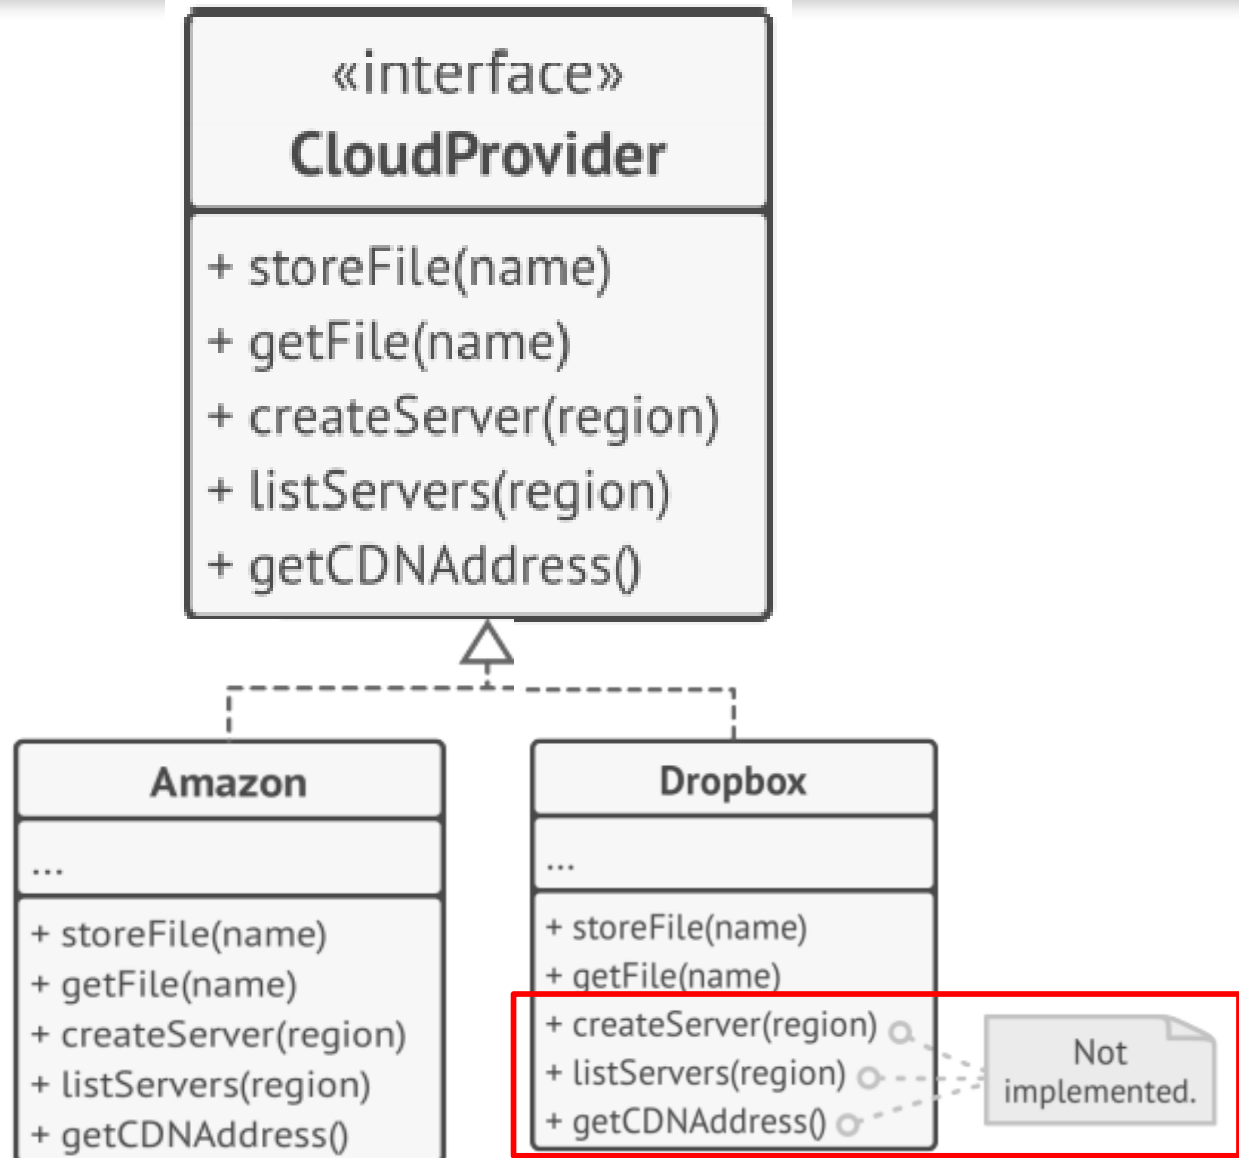 «interface»
CloudProvider
+ storeFile(name)
+ getFile(name)
+ createServer(region)
+ listServers(region)
+ getCDNAddress()
Amazon
...
+ storeFile(name)
+ getFile(name)
+ createServer(region)
+ listServers(region)
+ getCDNAddress()
Dropbox
...
+ storeFile(name)
+ getFile(name)
+ createServer(region)
+ listServers(region)
+ getCDNAddress()
Not
implemented.